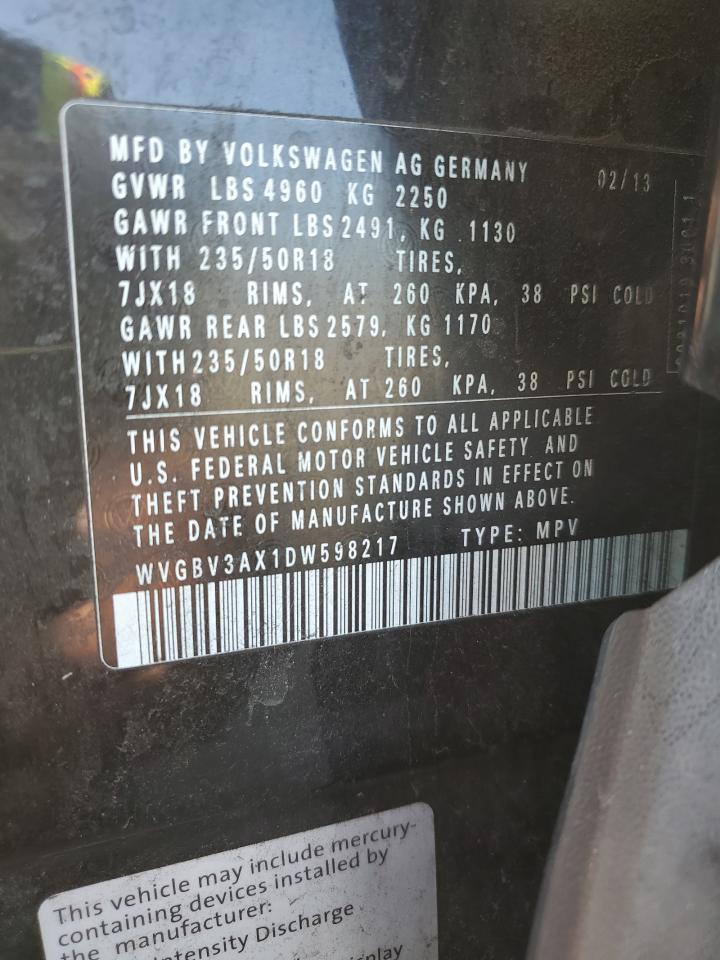 MFD BY VOLKSWAGEN AG GERMANY 02/13
GVWR LBS 4960 KG 2250
GAWR FRONT LBS 2491, KG 1130
WITH 235/50R18 TIRES,
7JX18 RIMS, AT 260 KPA, 38 PSI COLD
GAWR REAR LBS 2579, KG 1170
WITH 235/50R18 TIRES,
7JX18 RIMS, AT 260 KPA, 38 PSI COLD
THIS VEHICLE CONFORMS TO ALL APPLICABLE
U.S. FEDERAL MOTOR VEHICLE SAFETY AND
THEFT PREVENTION STANDARDS IN EFFECT ON
THE DATE OF MANUFACTURE SHOWN ABOVE.
WVGBV3AX1DW598217 TYPE: MPV
This vehicle may include mercury-
containing devices installed by
the manufacturer:
Discharge